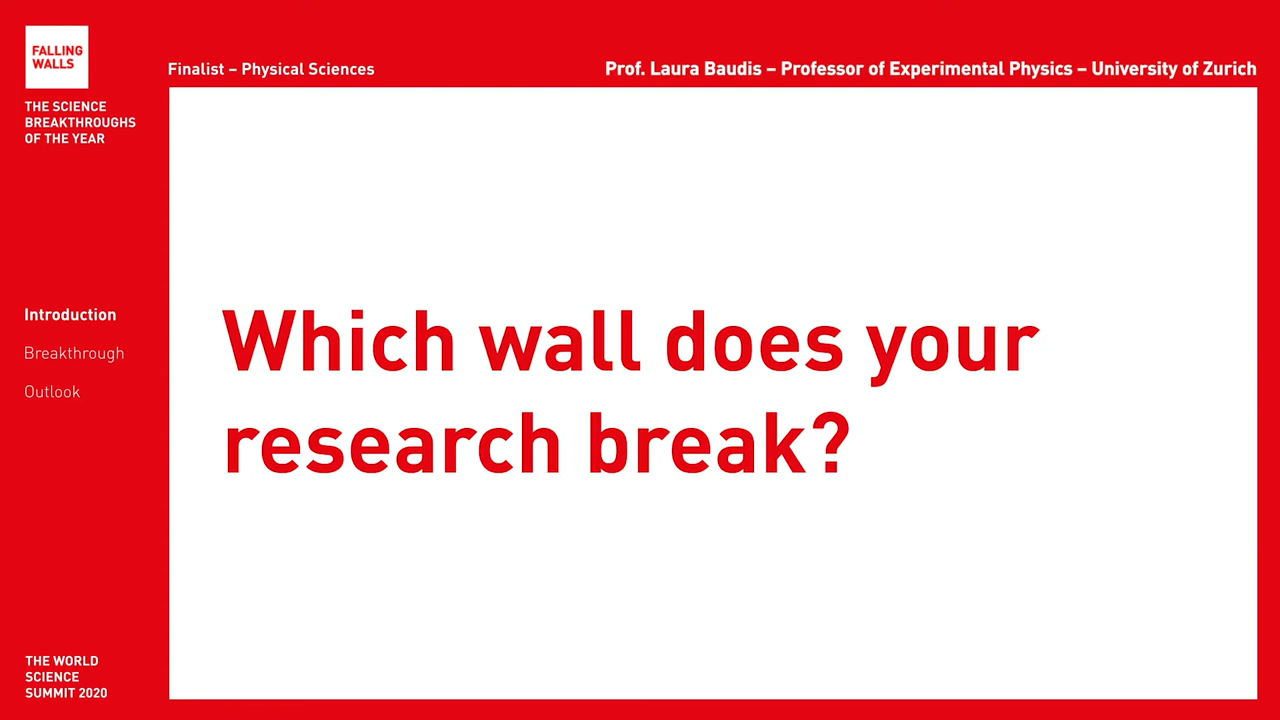 FALLING
WALLS
THE SCIENCE
BREAKTHROUGHS
OF THE YEAR
Finalist – Physical Sciences
Prof. Laura Baudis – Professor of Experimental Physics – University of Zurich
Introduction
Breakthrough
Outlook
Which wall does your
research break?
THE WORLD
SCIENCE
SUMMIT 2020